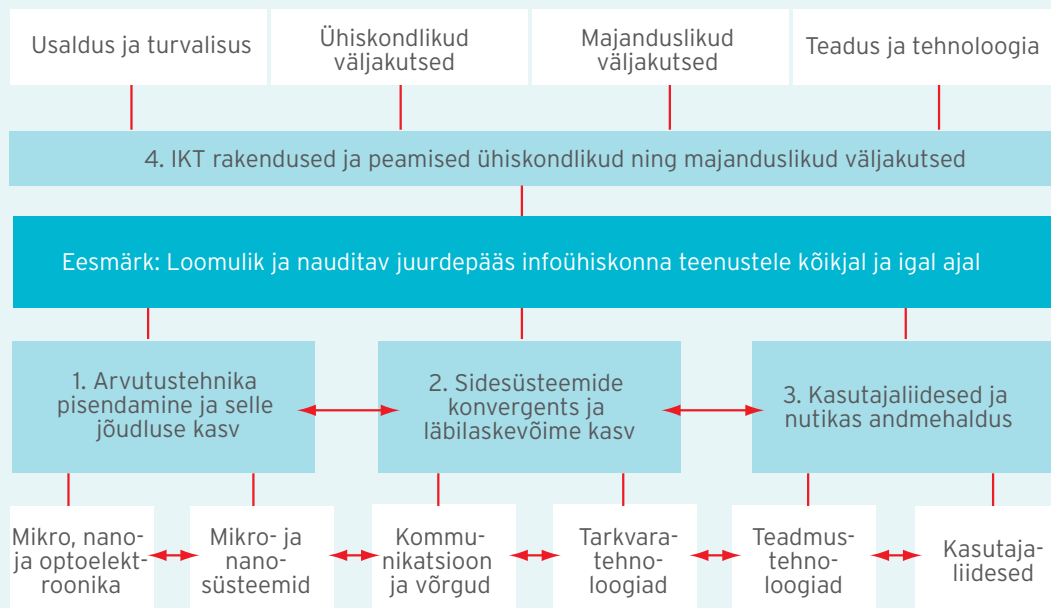 Usaldus ja turvalisus
Ühiskondlikud
väljakutsed
Majanduslikud
väljakutsed
Teadus ja tehnoloogia
4. IKT rakendused ja peamised ühiskondlikud ning majanduslikud väljakutsed
Eesmärk: Loomulik ja nauditav juurdepääs infoühiskonna teenustele kõikjal ja igal ajal
1. Arvutustehnika
pisendamine ja selle
jõudluse kasv
2. Sidesüsteemide
konvergents ja
läbilaskevõime kasv
3. Kasutajaliidesed ja
nutikas andmehaldus
Mikro, nano-
ja optoelekt-
roonika
Mikro- ja
nano-
süsteemid
Kommu-
nikatsioon
ja võrgud
Tarkvara-
tehno-
loogiad
Teadmus-
tehno-
loogiad
Kasutaja-
liidesed